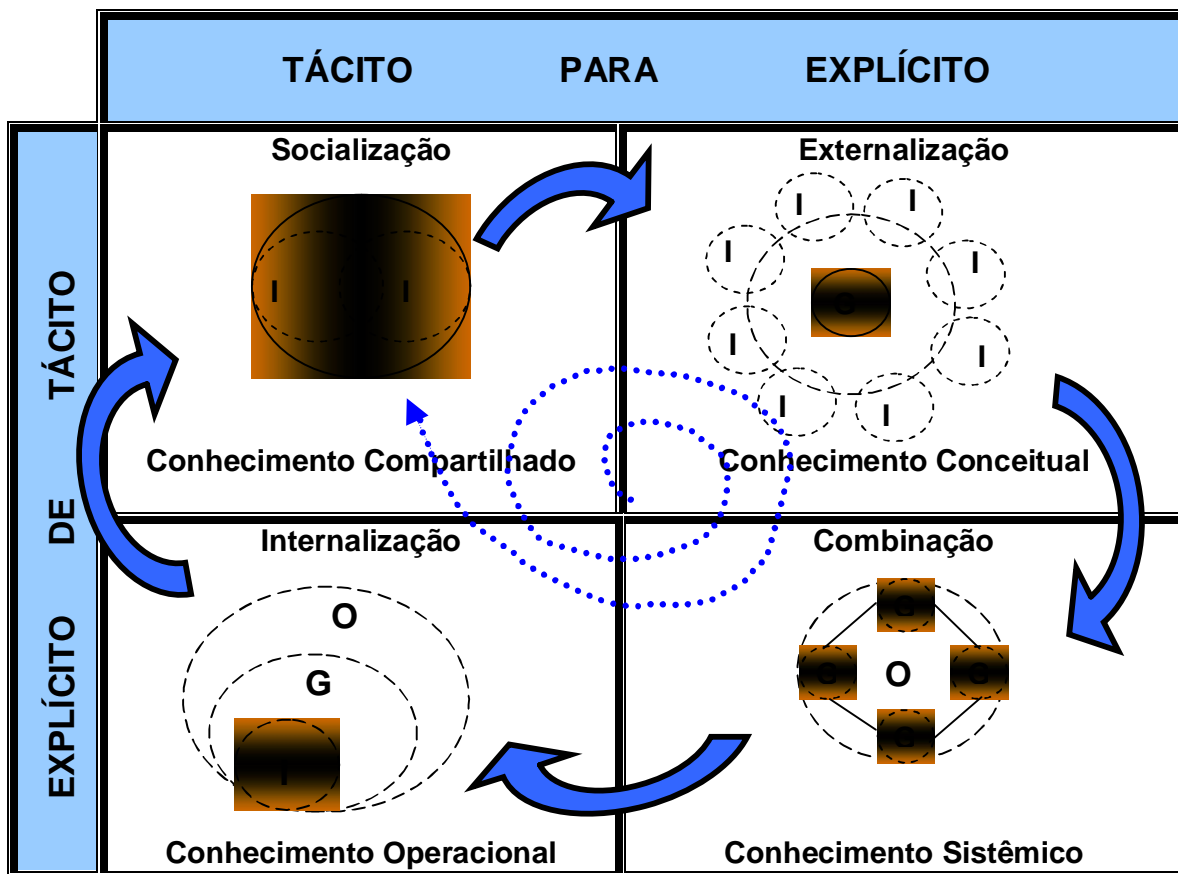 TÁCITO PARA EXPLÍCITO
EXPLÍCITO DE TÁCITO
Socialização
I I
Conhecimento Compartilhado
Externalização
I I
I I
G
I I
I I
Conhecimento Conceitual
Internalização
O
G
I
Conhecimento Operacional
Combinação
G
G O G
G
Conhecimento Sistêmico